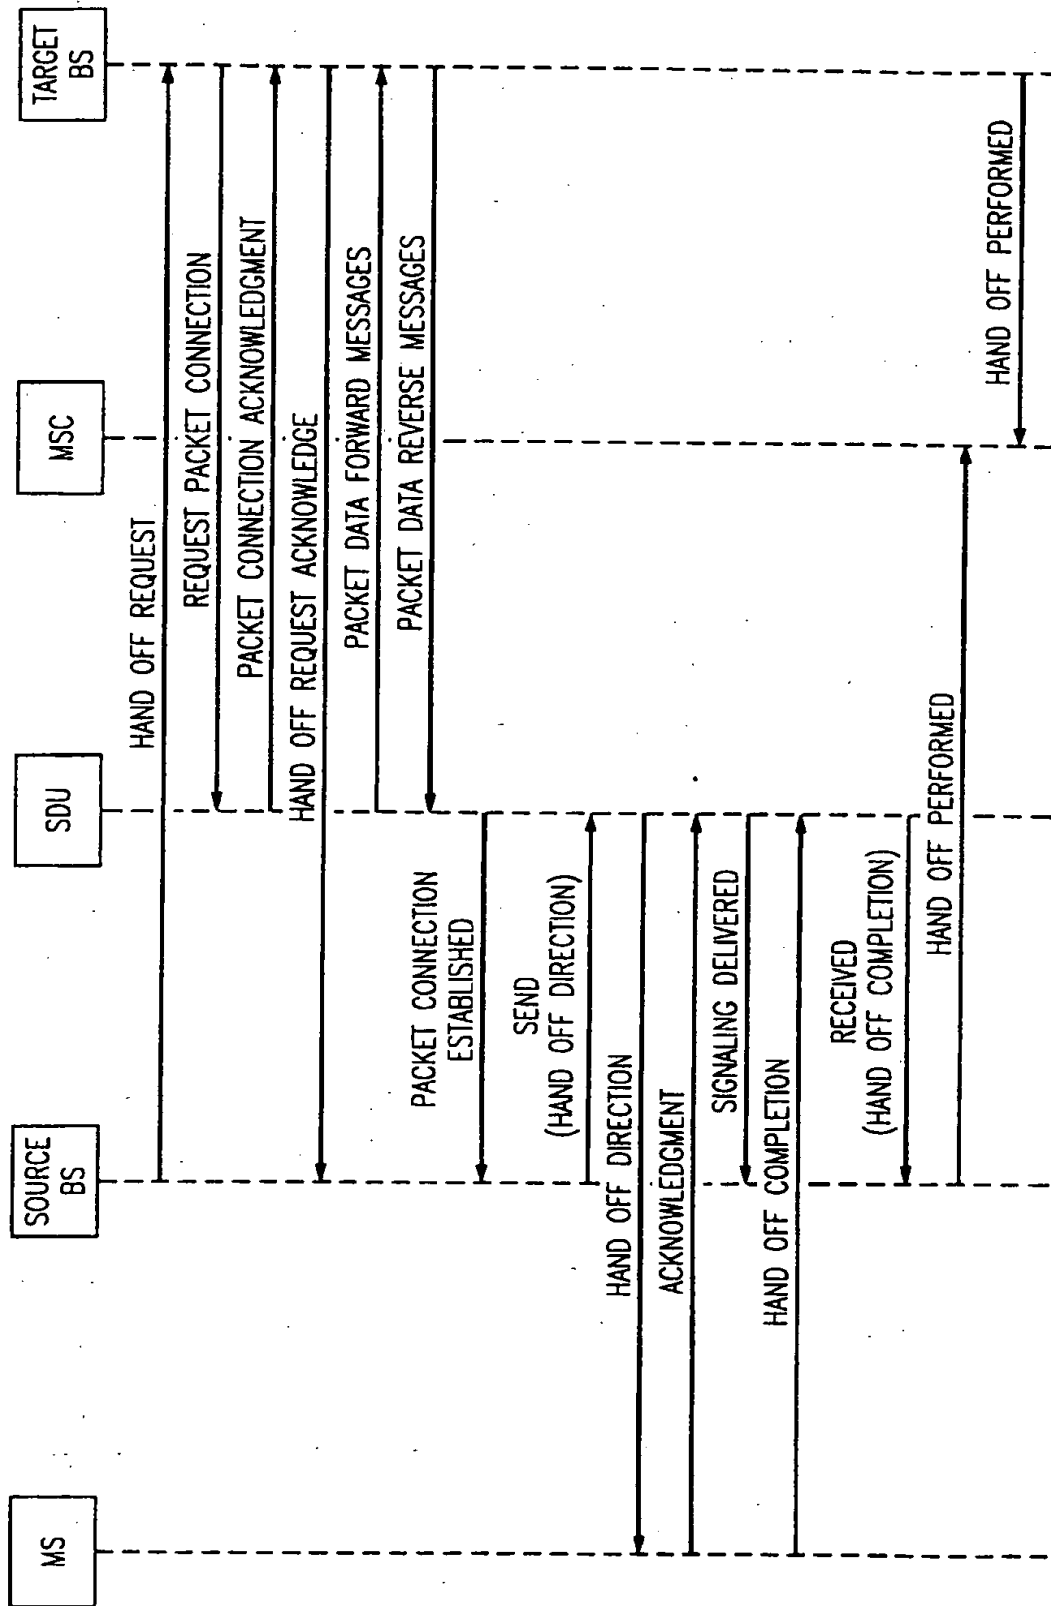 MS
SOURCE
BS
SDU
MSC
TARGET
BS
HAND OFF REQUEST
REQUEST PACKET CONNECTION
PACKET CONNECTION ACKNOWLEDGMENT
HAND OFF REQUEST ACKNOWLEDGE
PACKET DATA FORWARD MESSAGES
PACKET DATA REVERSE MESSAGES
PACKET CONNECTION
ESTABLISHED
SEND
(HAND OFF DIRECTION)
HAND OFF DIRECTION
ACKNOWLEDGMENT
SIGNALING DELIVERED
HAND OFF COMPLETION
RECEIVED
(HAND OFF COMPLETION)
HAND OFF PERFORMED
HAND OFF PERFORMED